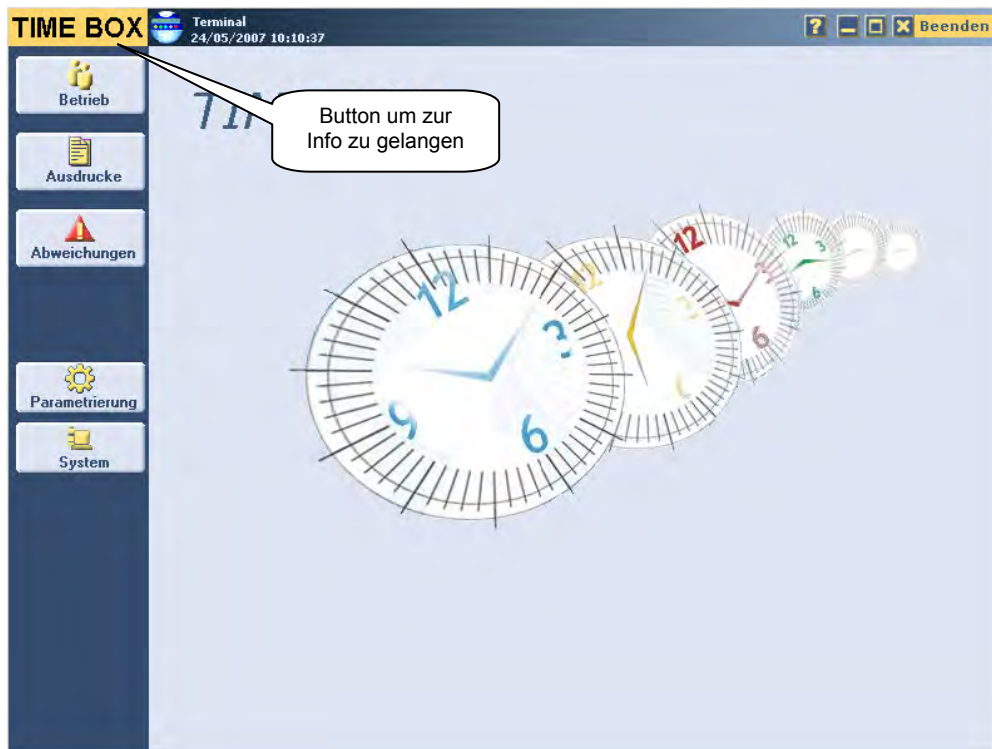 TIME BOX
Terminal
24/05/2007 10:10:37
? Beenden
Betrieb
Button um zur
Info zu gelangen
Ausdrucke
Abweichungen
Parametrierung
System
12
3
6
9
12
12
6
12
3
6